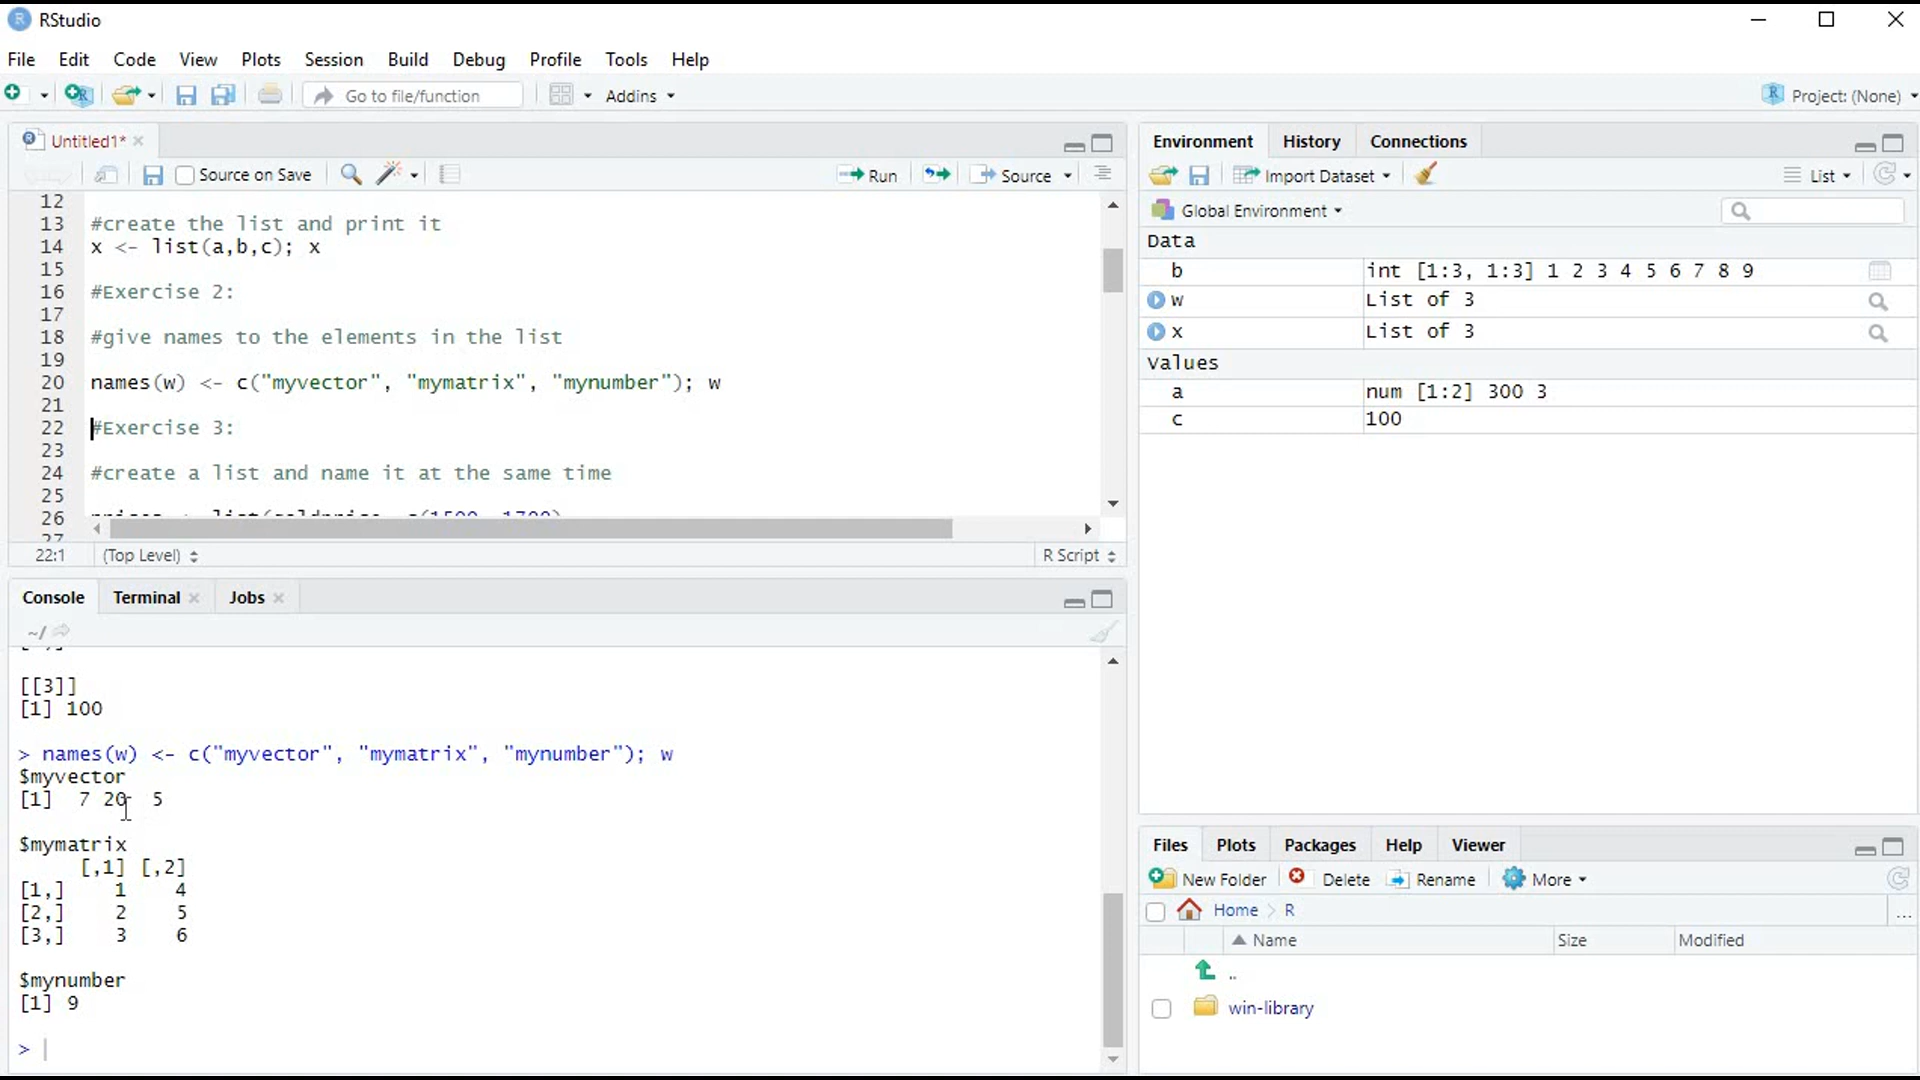 RStudio
File Edit Code View Plots Session Build Debug Profile Tools Help
Go to file/function Addins Project: (None)
Untitled1*
Source on Save Run Source
12
13 #create the list and print it
14 x <- list(a,b,c); x
15
16 #Exercise 2:
17
18 #give names to the elements in the list
19
20 names(w) <- c("myvector", "mymatrix", "mynumber"); w
21
22 #Exercise 3:
23
24 #create a list and name it at the same time
25
26
27
22:1 (Top Level) R Script
Console Terminal Jobs
~/
[[3]]
[1] 100
> names(w) <- c("myvector", "mymatrix", "mynumber"); w
$myvector
[1]  7 20  5
$mymatrix
     [,1] [,2]
[1,]    1    4
[2,]    2    5
[3,]    3    6
$mynumber
[1] 9
>
Environment History Connections
Import Dataset List
Global Environment
Data
b int [1:3, 1:3] 1 2 3 4 5 6 7 8 9
w List of 3
x List of 3
Values
a num [1:2] 300 3
c 100
Files Plots Packages Help Viewer
New Folder Delete Rename More
Home R ...
Name Size Modified
..
win-library